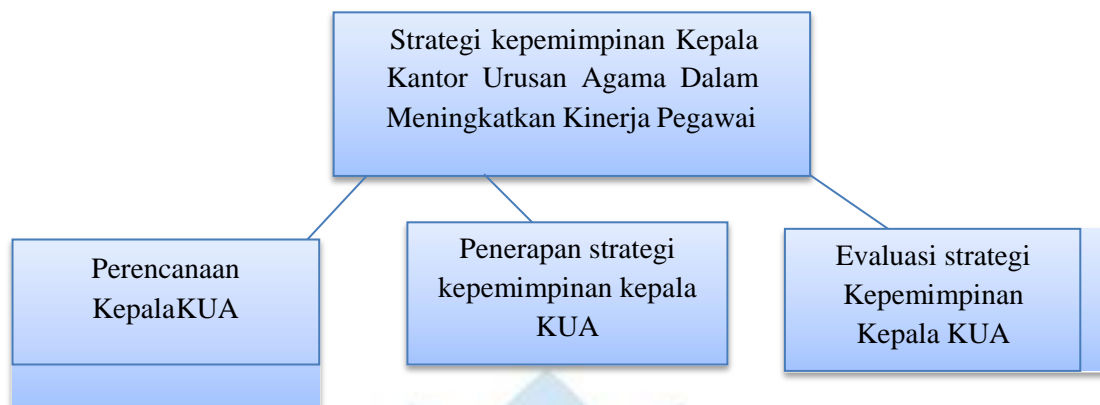 Strategi kepemimpinan Kepala
Kantor Urusan Agama Dalam
Meningkatkan Kinerja Pegawai
Perencanaan
KepalaKUA
Penerapan strategi
kepemimpinan kepala
KUA
Evaluasi strategi
Kepemimpinan
Kepala KUA